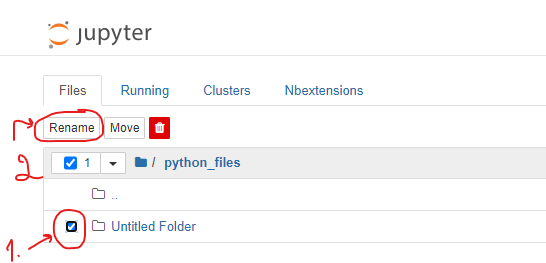 jupyter
Files Running Clusters Nbextensions
Rename Move
2 1 / python_files
..
1. Untitled Folder